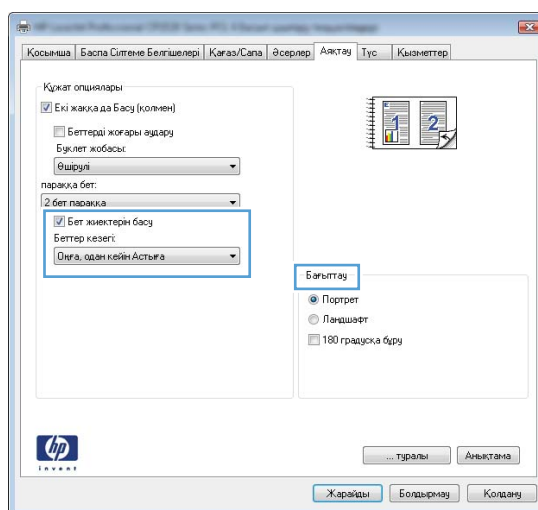 Қосымша Баспа Сілтеме Белгішелері Қағаз/Сапа Әсерлер Аяқтау Түс Қызметтер
Құжат опциялары
Екі жаққа да Басу (қолмен)
Беттерді жоғары аудару
Буклет жобасы:
Өшірулі
параққа бет:
2 бет параққа
Бет жиектерін басу
Беттер кезегі:
Оңға, одан кейін Астыға
1 2
Бағыттау
Портрет
Ландшафт
180 градусқа бұру
hp
invent
... туралы Анықтама
Жарайды Болдырмау Қолдану